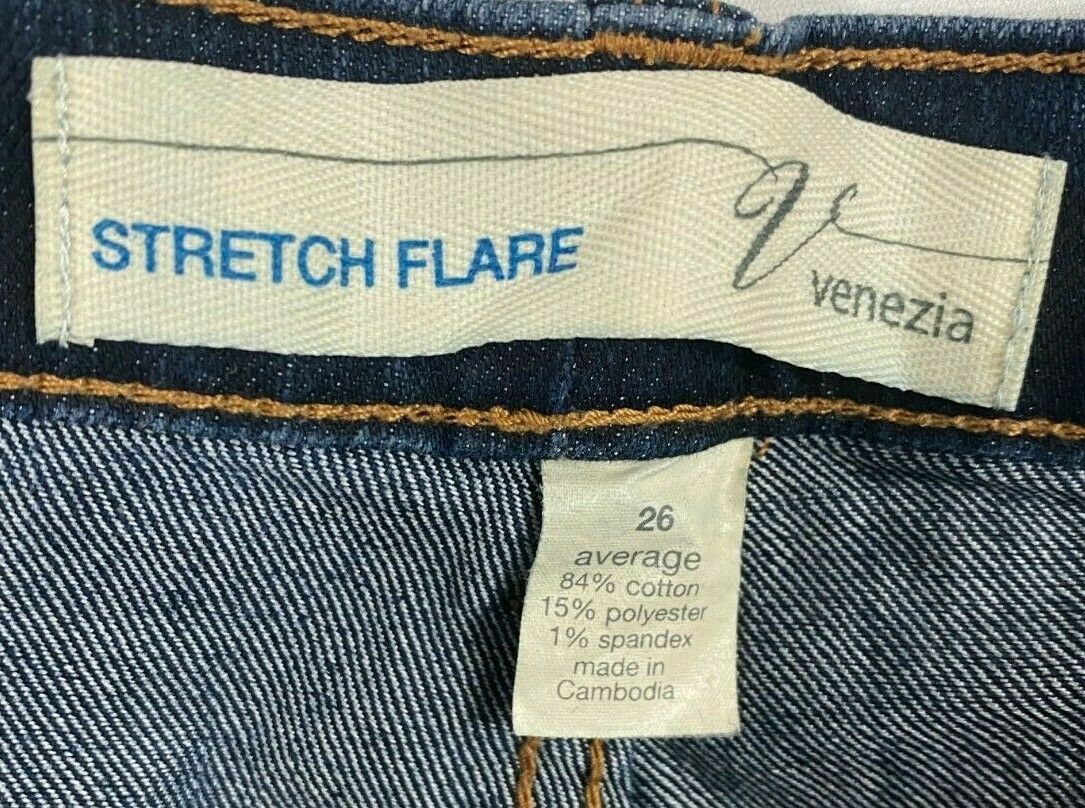 STRETCH FLARE
V
venezia
26
average
84% cotton
15% polyester
1% spandex
made in
Cambodia